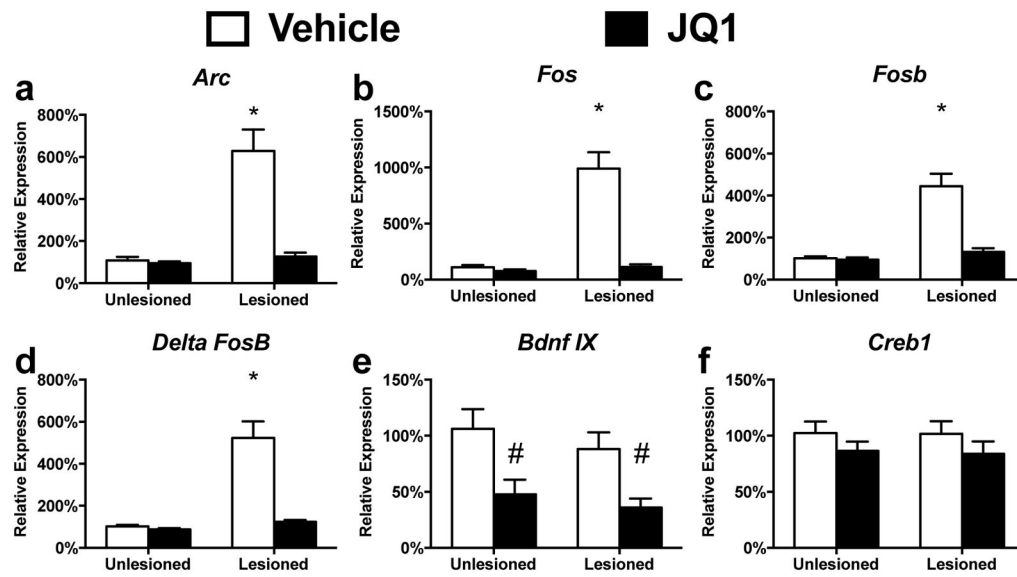 Vehicle JQ1
a Arc
Relative Expression
800%
600%
400%
200%
0%
Unlesioned Lesioned
*
b Fos
Relative Expression
1500%
1000%
500%
0%
Unlesioned Lesioned
*
c Fosb
Relative Expression
800%
600%
400%
200%
0%
Unlesioned Lesioned
*
d Delta FosB
Relative Expression
800%
600%
400%
200%
0%
Unlesioned Lesioned
*
e Bdnf IX
Relative Expression
150%
100%
50%
0%
Unlesioned Lesioned
# #
f Creb1
Relative Expression
150%
100%
50%
0%
Unlesioned Lesioned